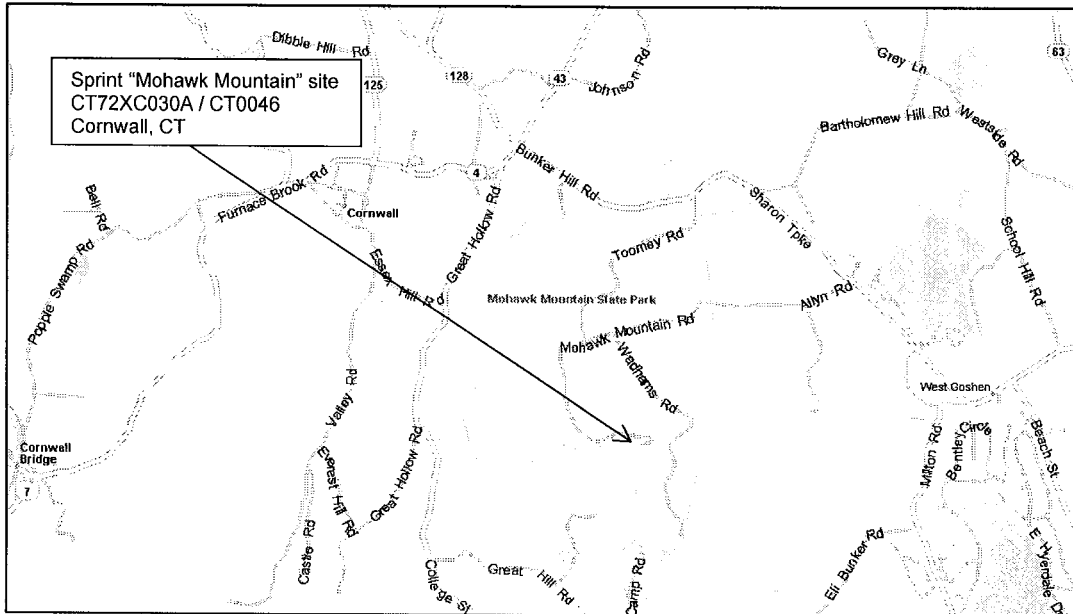 Dibble Hill Rd
Sprint "Mohawk Mountain" site
CT72XC030A / CT0046
Cornwall, CT
125
128
43
Johnson Rd
Grey Ln
63
Bartholomew Hill Rd
Westside Rd
Bunker Hill Rd
4
Furnace Brook Rd
Bell Rd
Cornwall
Great Hollow Rd
Sharon Tpke
Toomey Rd
School Hill Rd
Popple Swamp Rd
Essex Hill Rd
Mohawk Mountain State Park
Allyn Rd
Mohawk Mountain Rd
Wadhams Rd
West Goshen
Valley Rd
Cornwall
Bridge
7
Everast Hill Rd
Great Hollow Rd
Milton Rd
Bentley Circle
Beach St
Castle Rd
College St
Great Hill Rd
Camp Rd
Eli Bunker Rd
E Hyerdale D